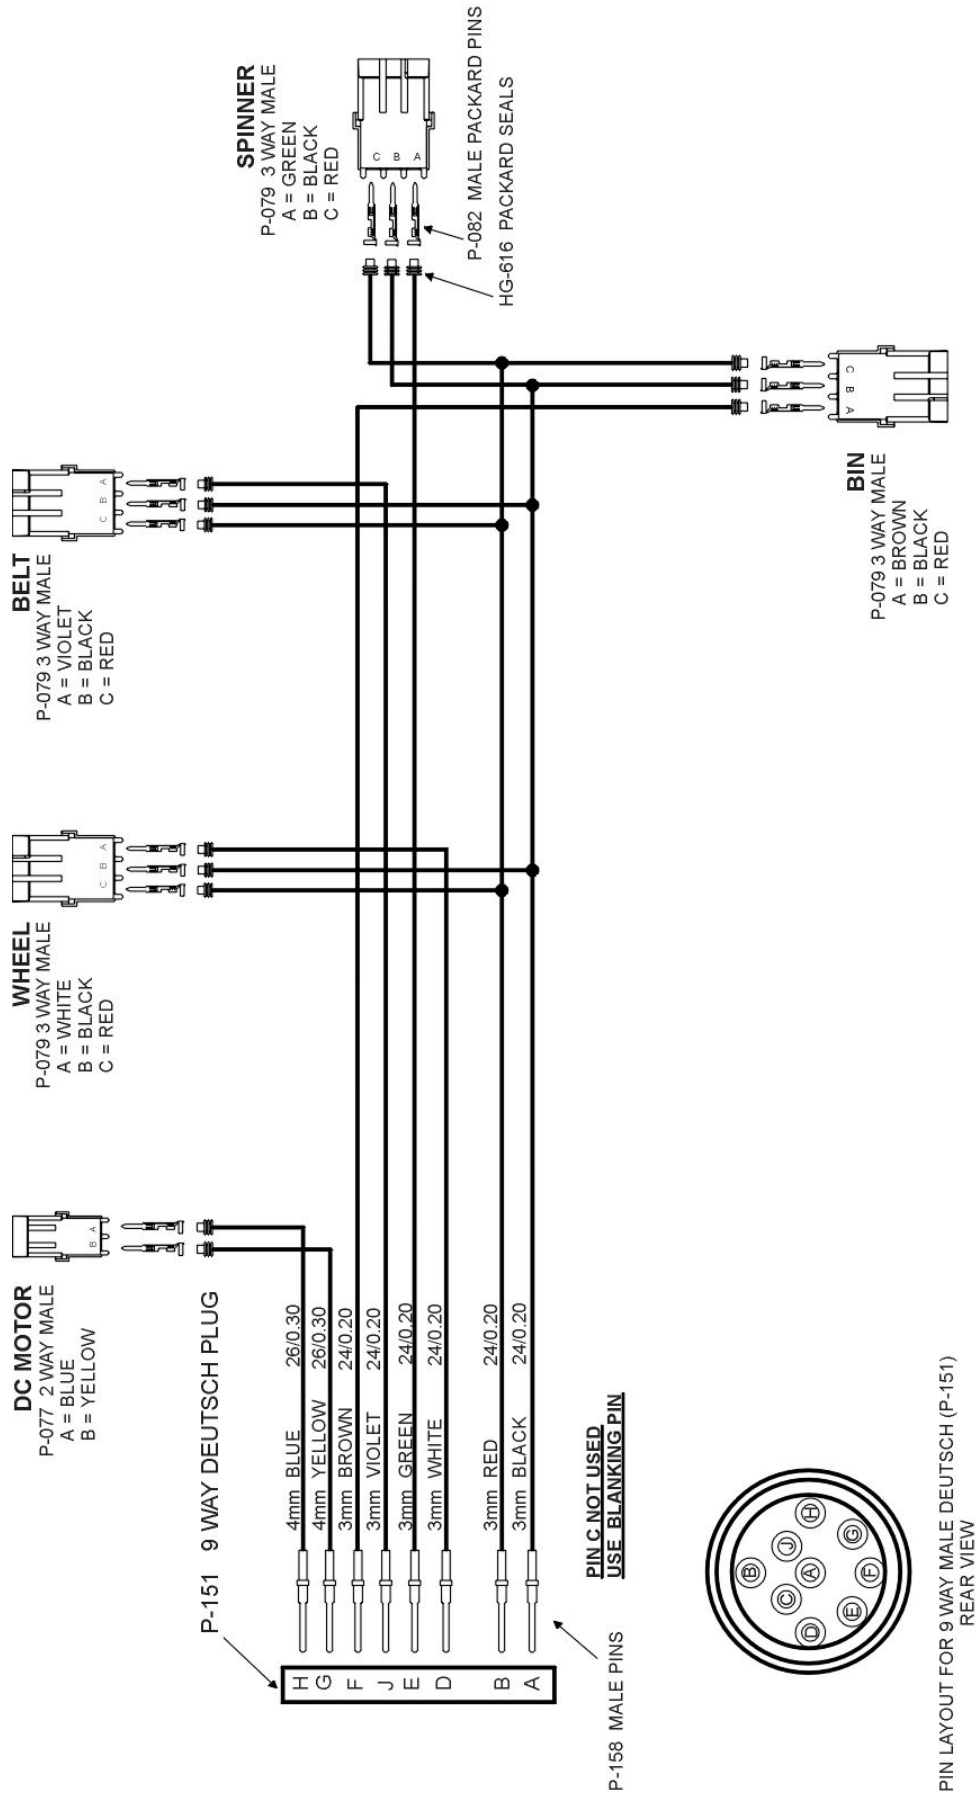 DC MOTOR
P-077 2 WAY MALE
A = BLUE
B = YELLOW
B A
WHEEL
P-079 3 WAY MALE
A = WHITE
B = BLACK
C = RED
C B A
BELT
P-079 3 WAY MALE
A = VIOLET
B = BLACK
C = RED
C B A
SPINNER
P-079 3 WAY MALE
A = GREEN
B = BLACK
C = RED
C
B
A
P-082 MALE PACKARD PINS
HG-616 PACKARD SEALS
P-151 9 WAY DEUTSCH PLUG
H 4mm BLUE 26/0.30
G 4mm YELLOW 26/0.30
F 3mm BROWN 24/0.20
J 3mm VIOLET 24/0.20
E 3mm GREEN 24/0.20
D 3mm WHITE 24/0.20
B 3mm RED 24/0.20
A 3mm BLACK 24/0.20
PIN C NOT USED
USE BLANKING PIN
P-158 MALE PINS
BIN
P-079 3 WAY MALE
A = BROWN
B = BLACK
C = RED
A B C
B
C
J
D
A
H
E
G
F
PIN LAYOUT FOR 9 WAY MALE DEUTSCH (P-151)
REAR VIEW